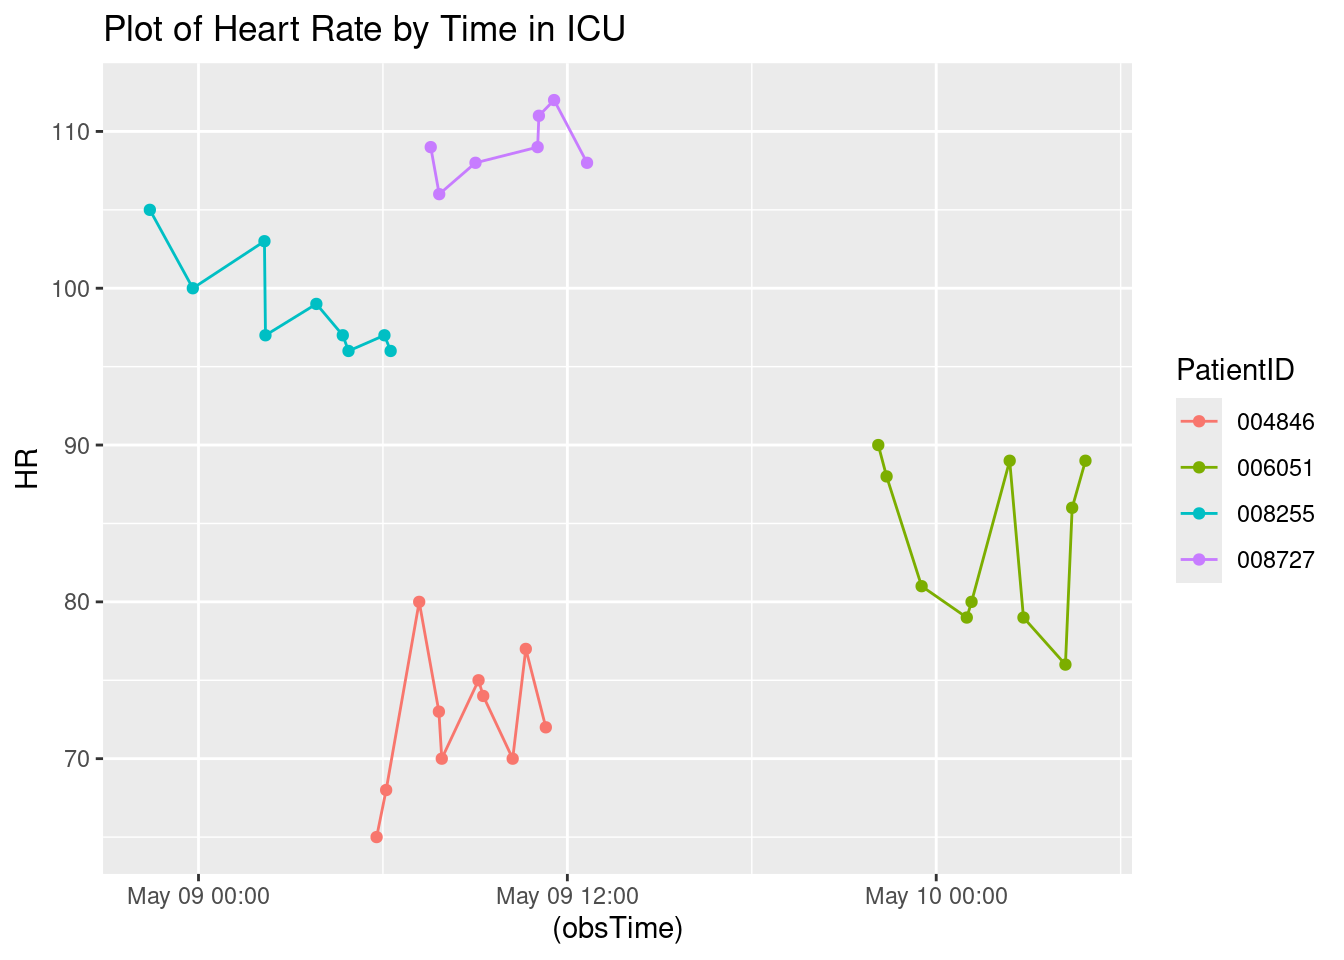 Plot of Heart Rate by Time in ICU
110
100
90
80
70
HR
May 09 00:00
May 09 12:00
May 10 00:00
(obsTime)
PatientID
004846
006051
008255
008727